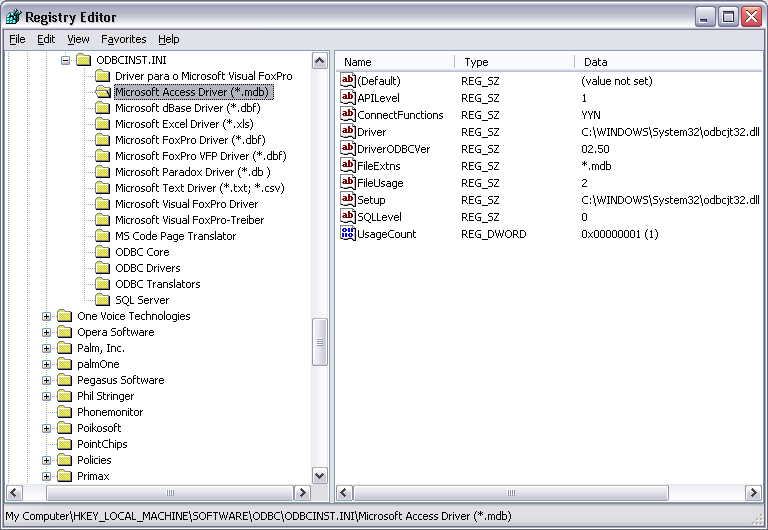 Registry Editor
File Edit View Favorites Help
ODBCINST.INI
Driver para o Microsoft Visual FoxPro
Microsoft Access Driver (*.mdb)
Microsoft dBase Driver (*.dbf)
Microsoft Excel Driver (*.xls)
Microsoft FoxPro Driver (*.dbf)
Microsoft FoxPro VFP Driver (*.dbf)
Microsoft Paradox Driver (*.db )
Microsoft Text Driver (*.txt; *.csv)
Microsoft Visual FoxPro Driver
Microsoft Visual FoxPro-Treiber
MS Code Page Translator
ODBC Core
ODBC Drivers
ODBC Translators
SQL Server
One Voice Technologies
Opera Software
Palm, Inc.
palmOne
Pegasus Software
Phil Stringer
Phonemonitor
Poikosoft
PointChips
Policies
Primax
Name Type Data
(Default) REG_SZ (value not set)
APILevel REG_SZ 1
ConnectFunctions REG_SZ YYN
Driver REG_SZ C:\WINDOWS\System32\odbcjt32.dll
DriverODBCVer REG_SZ 02.50
FileExtns REG_SZ *.mdb
FileUsage REG_SZ 2
Setup REG_SZ C:\WINDOWS\System32\odbcjt32.dll
SQLLevel REG_SZ 0
UsageCount REG_DWORD 0x00000001 (1)
My Computer\HKEY_LOCAL_MACHINE\SOFTWARE\ODBC\ODBCINST.INI\Microsoft Access Driver (*.mdb)